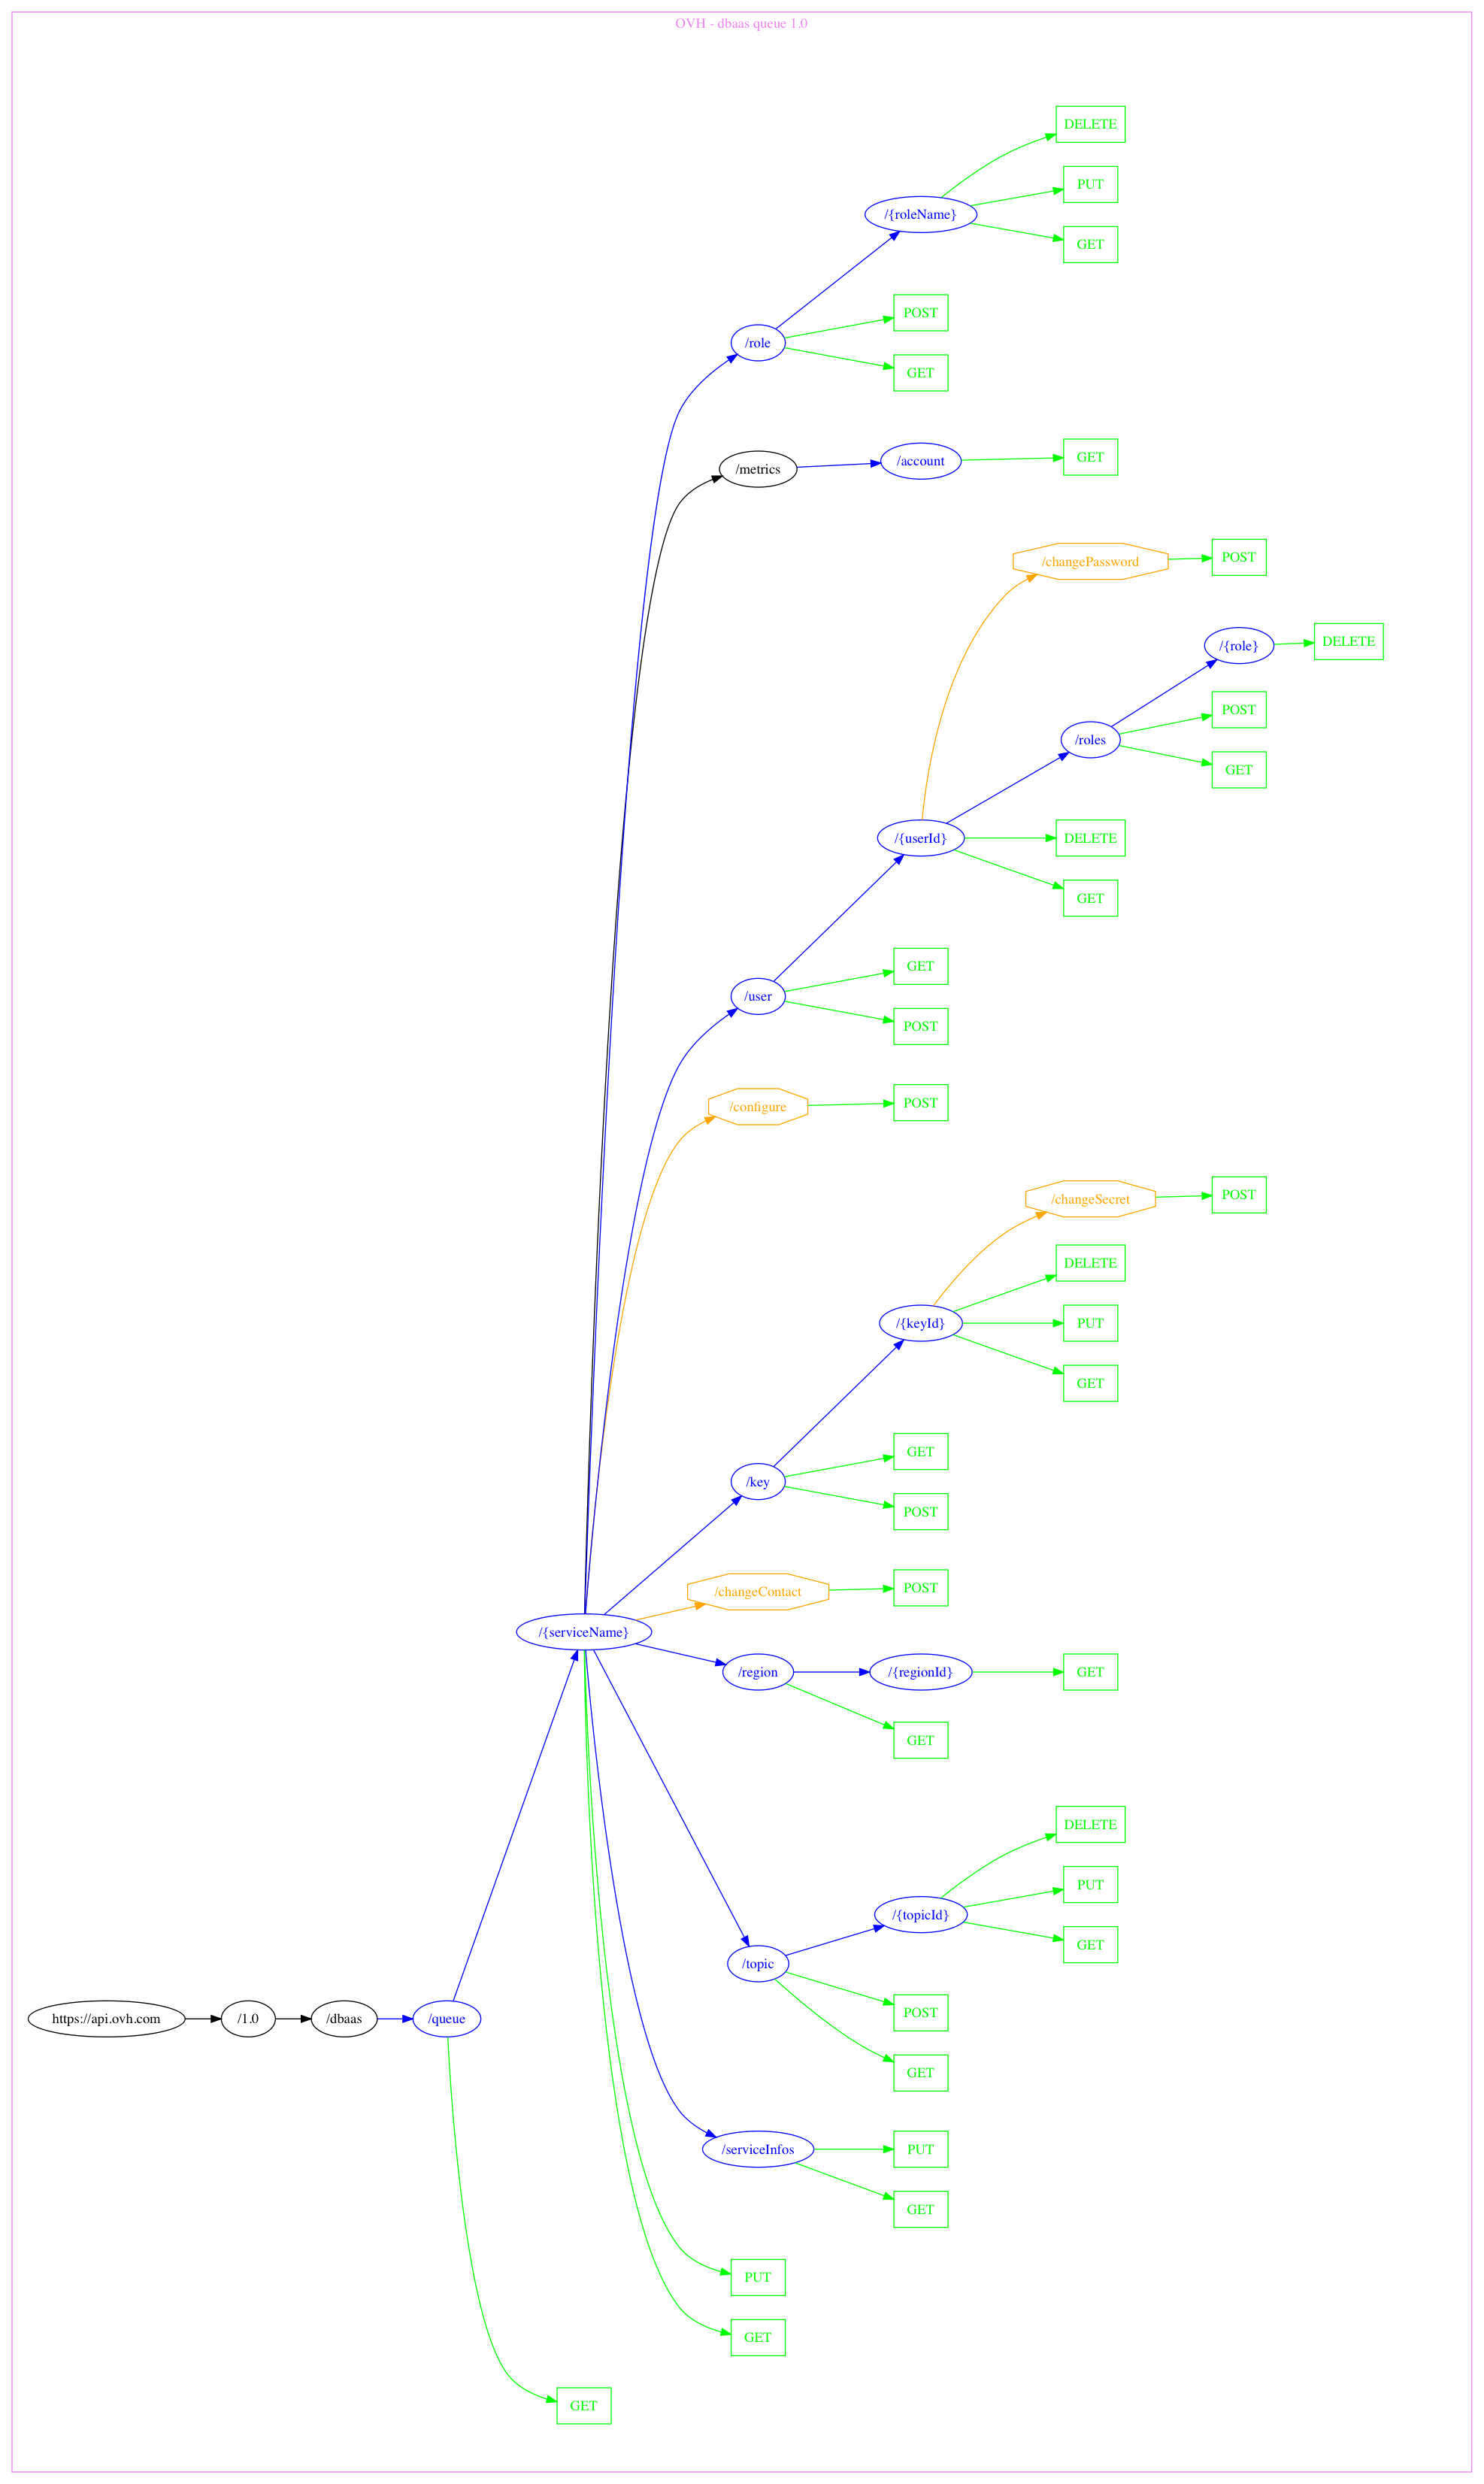 OVH - dbaas queue 1.0
DELETE
PUT
/{roleName}
GET
POST
/role
GET
/metrics
/account
GET
/changePassword
POST
/{role}
DELETE
POST
/roles
GET
/{userId}
DELETE
GET
GET
/user
POST
/configure
POST
/changeSecret
POST
DELETE
/{keyId}
PUT
GET
GET
/key
POST
/changeContact
POST
/{serviceName}
/region
/{regionId}
GET
GET
DELETE
PUT
/{topicId}
GET
/topic
POST
https://api.ovh.com
/1.0
/dbaas
/queue
GET
/serviceInfos
PUT
GET
PUT
GET
GET